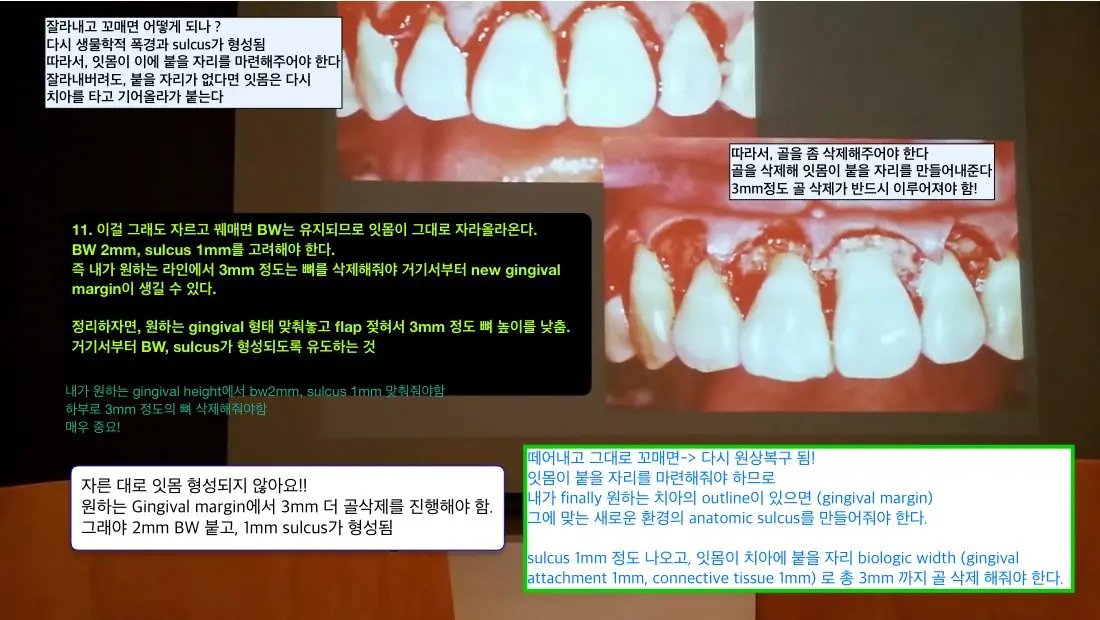 잘라내고 꼬매면 어떻게 되나 ?
다시 생물학적 폭경과 sulcus가 형성됨
따라서, 잇몸이 이에 붙을 자리를 마련해주어야 한다
잘라내버려도, 붙을 자리가 없다면 잇몸은 다시
치아를 타고 기어올라가 붙는다
따라서, 골을 좀 삭제해주어야 한다
골을 삭제해 잇몸이 붙을 자리를 만들어내준다
3mm정도 골 삭제가 반드시 이루어져야 함!
11. 이걸 그래도 자르고 꿰매면 BW는 유지되므로 잇몸이 그대로 자라올라온다.
BW 2mm, sulcus 1mm를 고려해야 한다.
즉 내가 원하는 라인에서 3mm 정도는 뼈를 삭제해줘야 거기서부터 new gingival
margin이 생길 수 있다.
정리하자면, 원하는 gingival 형태 맞춰놓고 flap 젖혀서 3mm 정도 뼈 높이를 낮춤.
거기서부터 BW, sulcus가 형성되도록 유도하는 것
내가 원하는 gingival height에서 bw2mm, sulcus 1mm 맞춰줘야함
하부로 3mm 정도의 뼈 삭제해줘야함
매우 중요!
자른 대로 잇몸 형성되지 않아요!!
원하는 Gingival margin에서 3mm 더 골삭제를 진행해야 함.
그래야 2mm BW 붙고, 1mm sulcus가 형성됨
떼어내고 그대로 꼬매면-> 다시 원상복구 됨!
잇몸이 붙을 자리를 마련해줘야 하므로
내가 finally 원하는 치아의 outline이 있으면 (gingival margin)
그에 맞는 새로운 환경의 anatomic sulcus를 만들어줘야 한다.
sulcus 1mm 정도 나오고, 잇몸이 치아에 붙을 자리 biologic width (gingival
attachment 1mm, connective tissue 1mm) 로 총 3mm 까지 골 삭제 해줘야 한다.